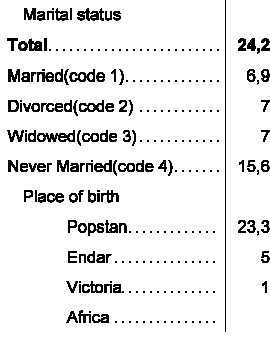 Marital status
Total........................ 24,2
Married(code 1).............. 6,9
Divorced(code 2) ............ 7
Widowed(code 3)............ 7
Never Married(code 4)....... 15,6
Place of birth
Popstan............. 23,3
Endar ............... 5
Victoria.............. 1
Africa ...............